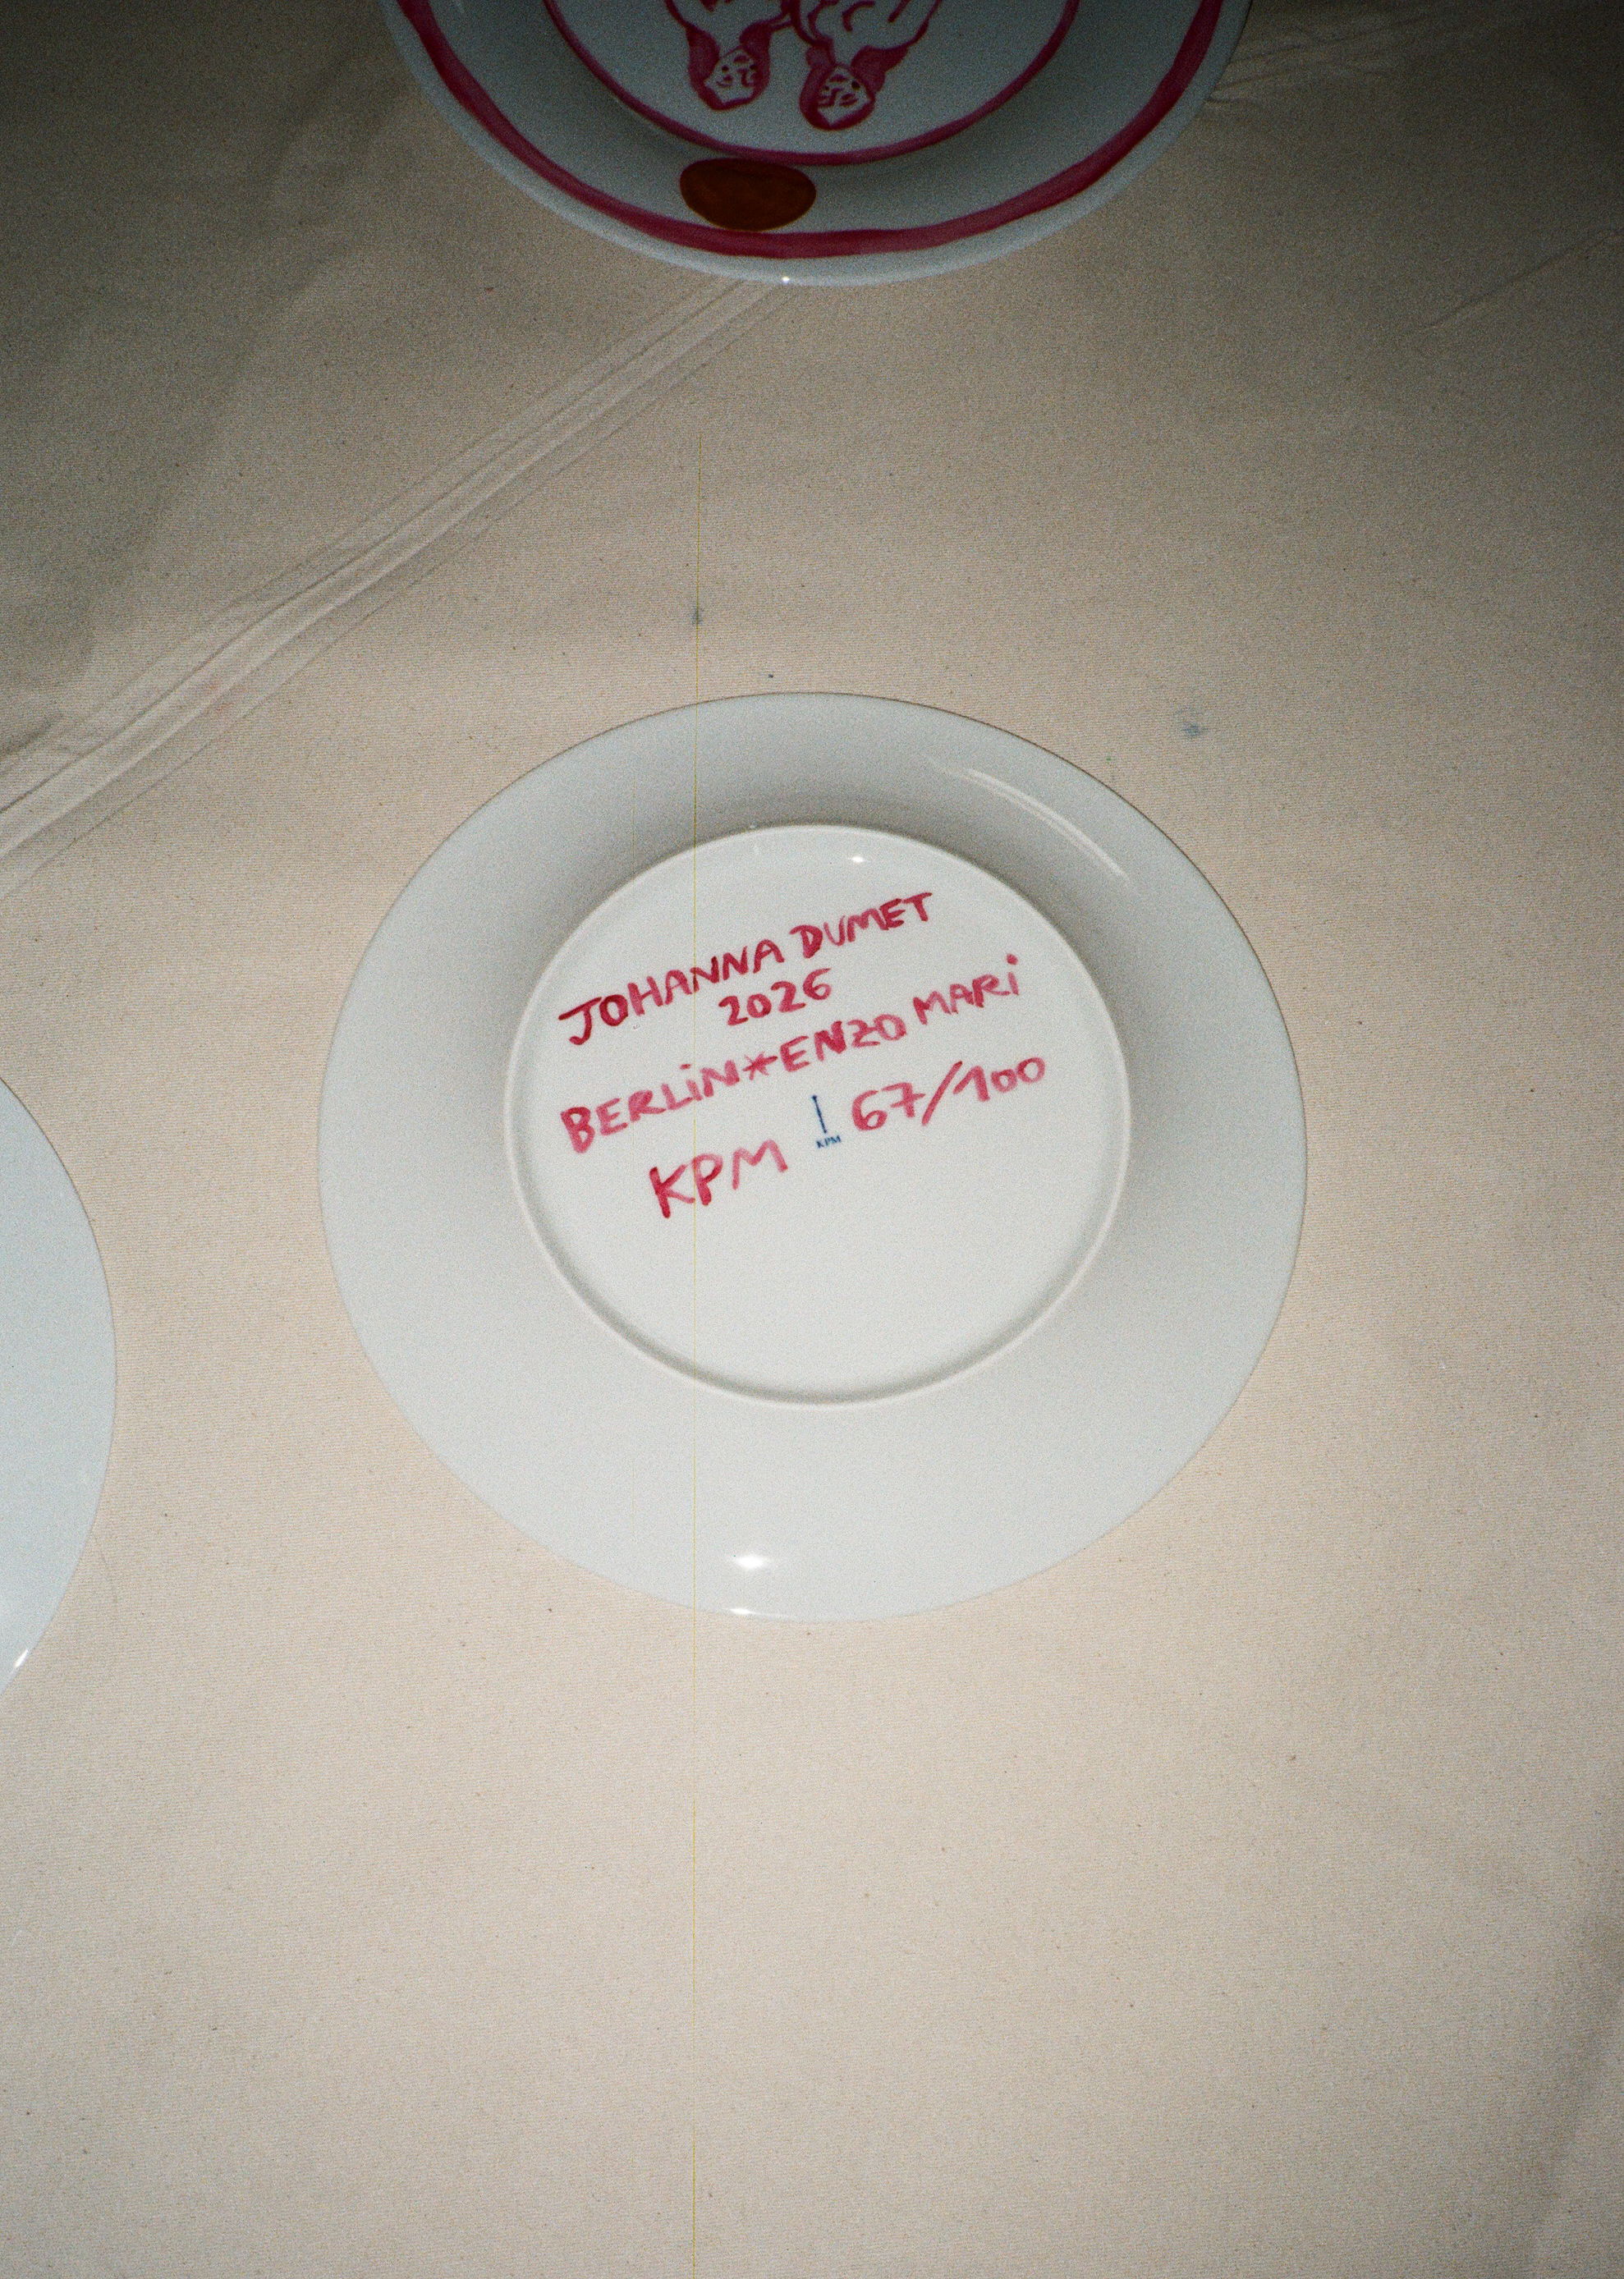 JOHANNA DUMET
2026
BERLiN*ENZO MARi
KPM 67/100
KPM